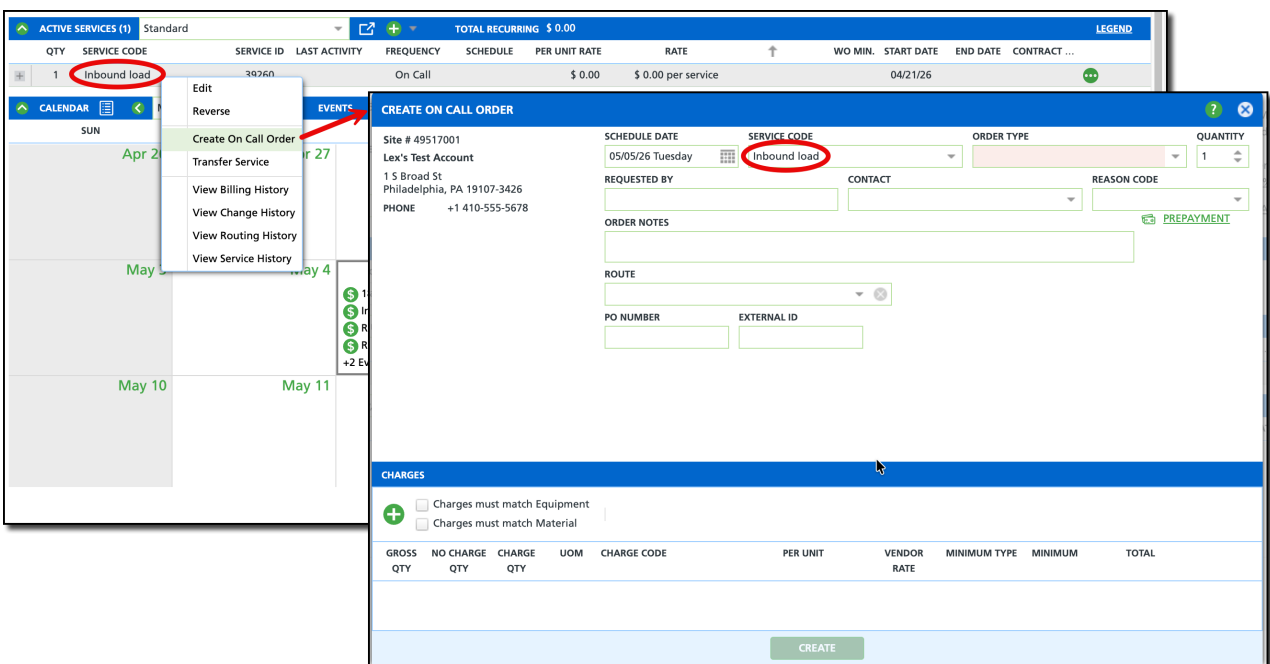 ACTIVE SERVICES (1) Standard TOTAL RECURRING $ 0.00 LEGEND
QTY SERVICE CODE SERVICE ID LAST ACTIVITY FREQUENCY SCHEDULE PER UNIT RATE RATE WO MIN. START DATE END DATE CONTRACT ...
1 Inbound load 39260 On Call $ 0.00 $ 0.00 per service 04/21/26
Edit
Reverse
Create On Call Order
Transfer Service
View Billing History
View Change History
View Routing History
View Service History
CALENDAR EVENTS
SUN
Apr 27
May 4
+2
May 10 May 11
CREATE ON CALL ORDER
Site # 49517001
Lex's Test Account
1 S Broad St
Philadelphia, PA 19107-3426
PHONE +1 410-555-5678
SCHEDULE DATE SERVICE CODE ORDER TYPE QUANTITY
05/05/26 Tuesday Inbound load 1
REQUESTED BY CONTACT REASON CODE
PREPAYMENT
ORDER NOTES
ROUTE
PO NUMBER EXTERNAL ID
CHARGES
Charges must match Equipment
Charges must match Material
GROSS QTY NO CHARGE QTY CHARGE QTY UOM CHARGE CODE PER UNIT VENDOR RATE MINIMUM TYPE MINIMUM TOTAL
CREATE